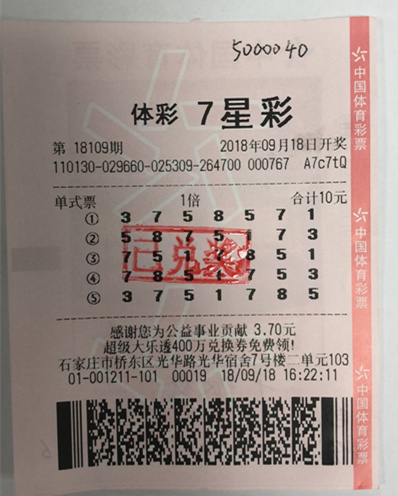 5000040
体彩 7星彩
第 18109期 2018年09月18日开奖
110130-029660-025309-264700 000767 A7c7tQ
单式票 1倍 合计10元
① 3 7 5 8 5 7 1
② 5 8 7 5 1 7 3
③ 7 5 1 7 8 5 1
④ 7 8 5 1 7 5 3
⑤ 3 7 5 1 7 8 5
已兑奖
感谢您为公益事业贡献 3.70元
超级大乐透400万兑换券免费领!
石家庄市桥东区光华路光华宿舍7号楼二单元103
01-001211-101 00019 18/09/18 16:22:11
中国体育彩票
中国体育彩票
中国体育彩票